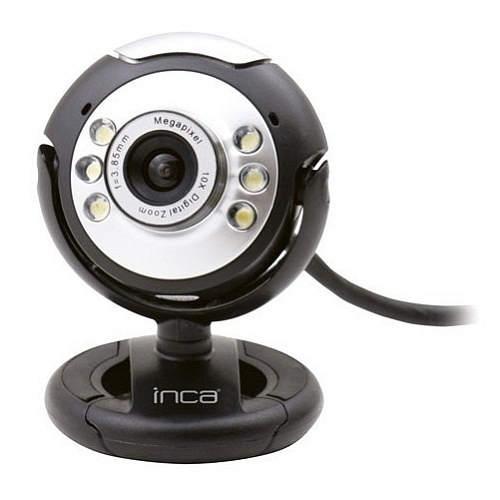 Megapixel
10X Digital Zoom
f=3.85mm
inca